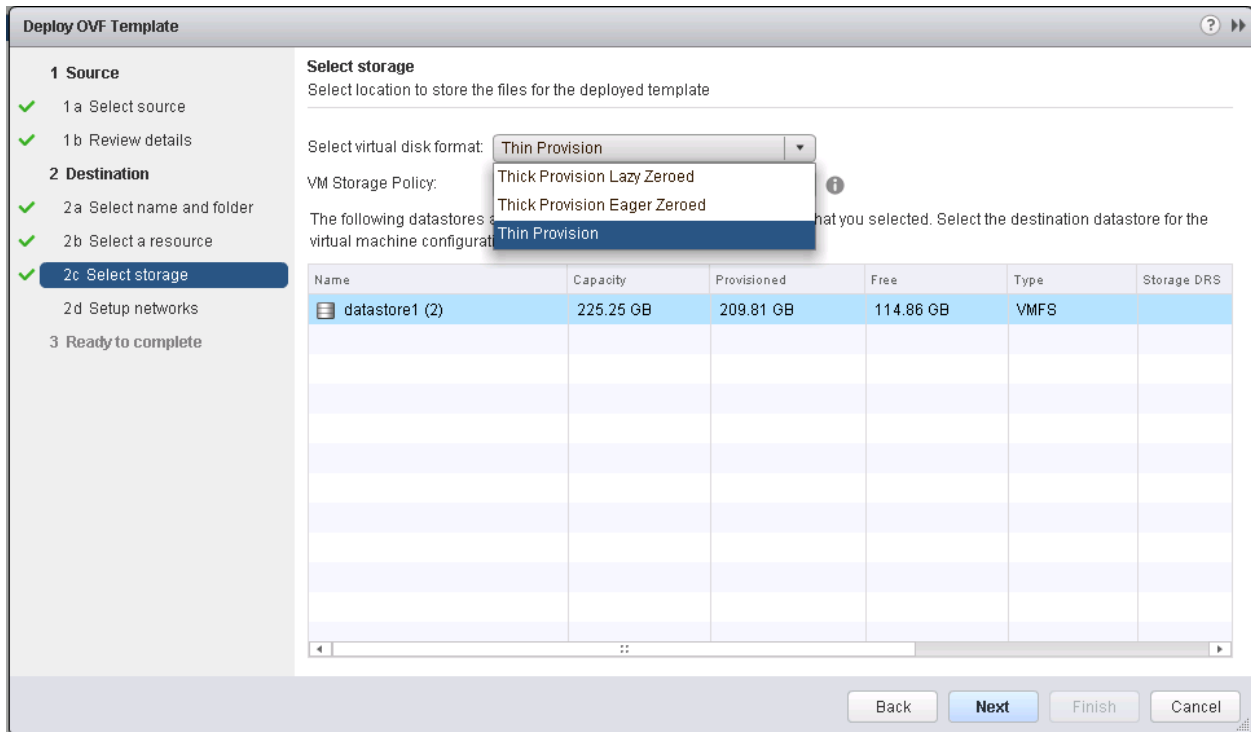 Deploy OVF Template
1 Source
1a Select source
1b Review details
2 Destination
2a Select name and folder
2b Select a resource
2c Select storage
2d Setup networks
3 Ready to complete
Select storage
Select location to store the files for the deployed template
Select virtual disk format: Thin Provision
Thick Provision Lazy Zeroed
Thick Provision Eager Zeroed
Thin Provision
VM Storage Policy:
The following datastores hat you selected. Select the destination datastore for the
virtual machine
Name Capacity Provisioned Free Type Storage DRS
datastore1 (2) 225.25 GB 209.81 GB 114.86 GB VMFS
Back Next Finish Cancel